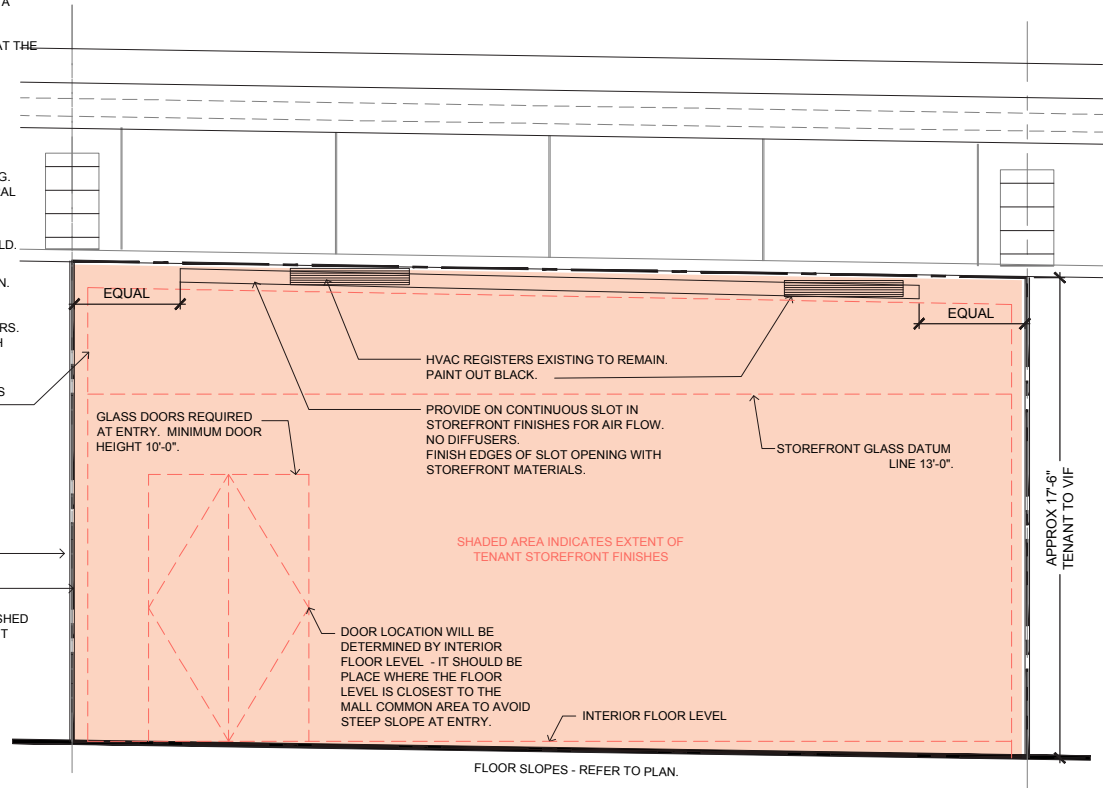 A
AT THE
G.
AL
LD.
N.
RS.
H
S
SHED
T
EQUAL
EQUAL
HVAC REGISTERS EXISTING TO REMAIN.
PAINT OUT BLACK.
GLASS DOORS REQUIRED
AT ENTRY. MINIMUM DOOR
HEIGHT 10'-0".
PROVIDE ON CONTINUOUS SLOT IN
STOREFRONT FINISHES FOR AIR FLOW.
NO DIFFUSERS.
FINISH EDGES OF SLOT OPENING WITH
STOREFRONT MATERIALS.
STOREFRONT GLASS DATUM
LINE 13'-0".
APPROX 17'-6"
TENANT TO VIF
SHADED AREA INDICATES EXTENT OF
TENANT STOREFRONT FINISHES
DOOR LOCATION WILL BE
DETERMINED BY INTERIOR
FLOOR LEVEL - IT SHOULD BE
PLACE WHERE THE FLOOR
LEVEL IS CLOSEST TO THE
MALL COMMON AREA TO AVOID
STEEP SLOPE AT ENTRY.
INTERIOR FLOOR LEVEL
FLOOR SLOPES - REFER TO PLAN.